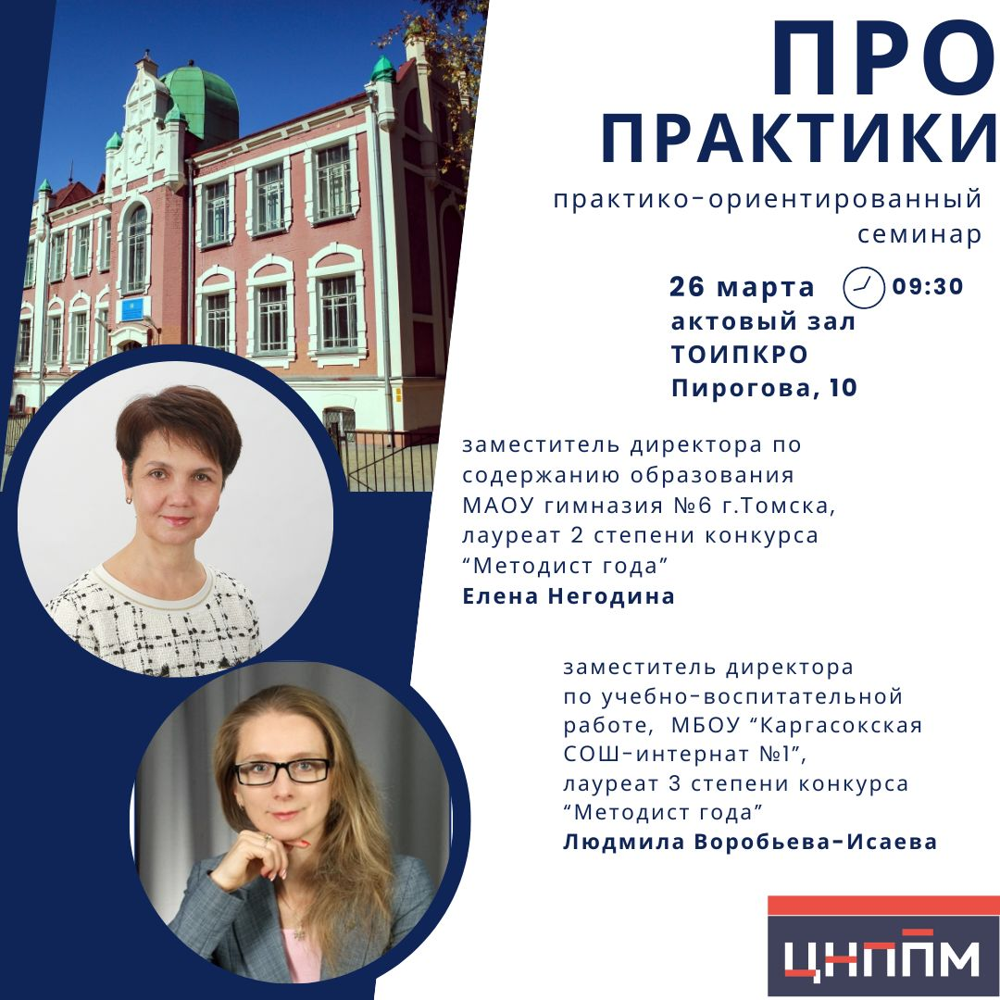 ПРО
ПРАКТИКИ
практико-ориентированный
семинар
26 марта 09:30
актовый зал
ТОИПКРО
Пирогова, 10
заместитель директора по
содержанию образования
МАОУ гимназия №6 г.Томска,
лауреат 2 степени конкурса
“Методист года”
Елена Негодина
заместитель директора
по учебно-воспитательной
работе, МБОУ “Каргасокская
СОШ-интернат №1”,
лауреат 3 степени конкурса
“Методист года”
Людмила Воробьева-Исаева
ЦНППМ